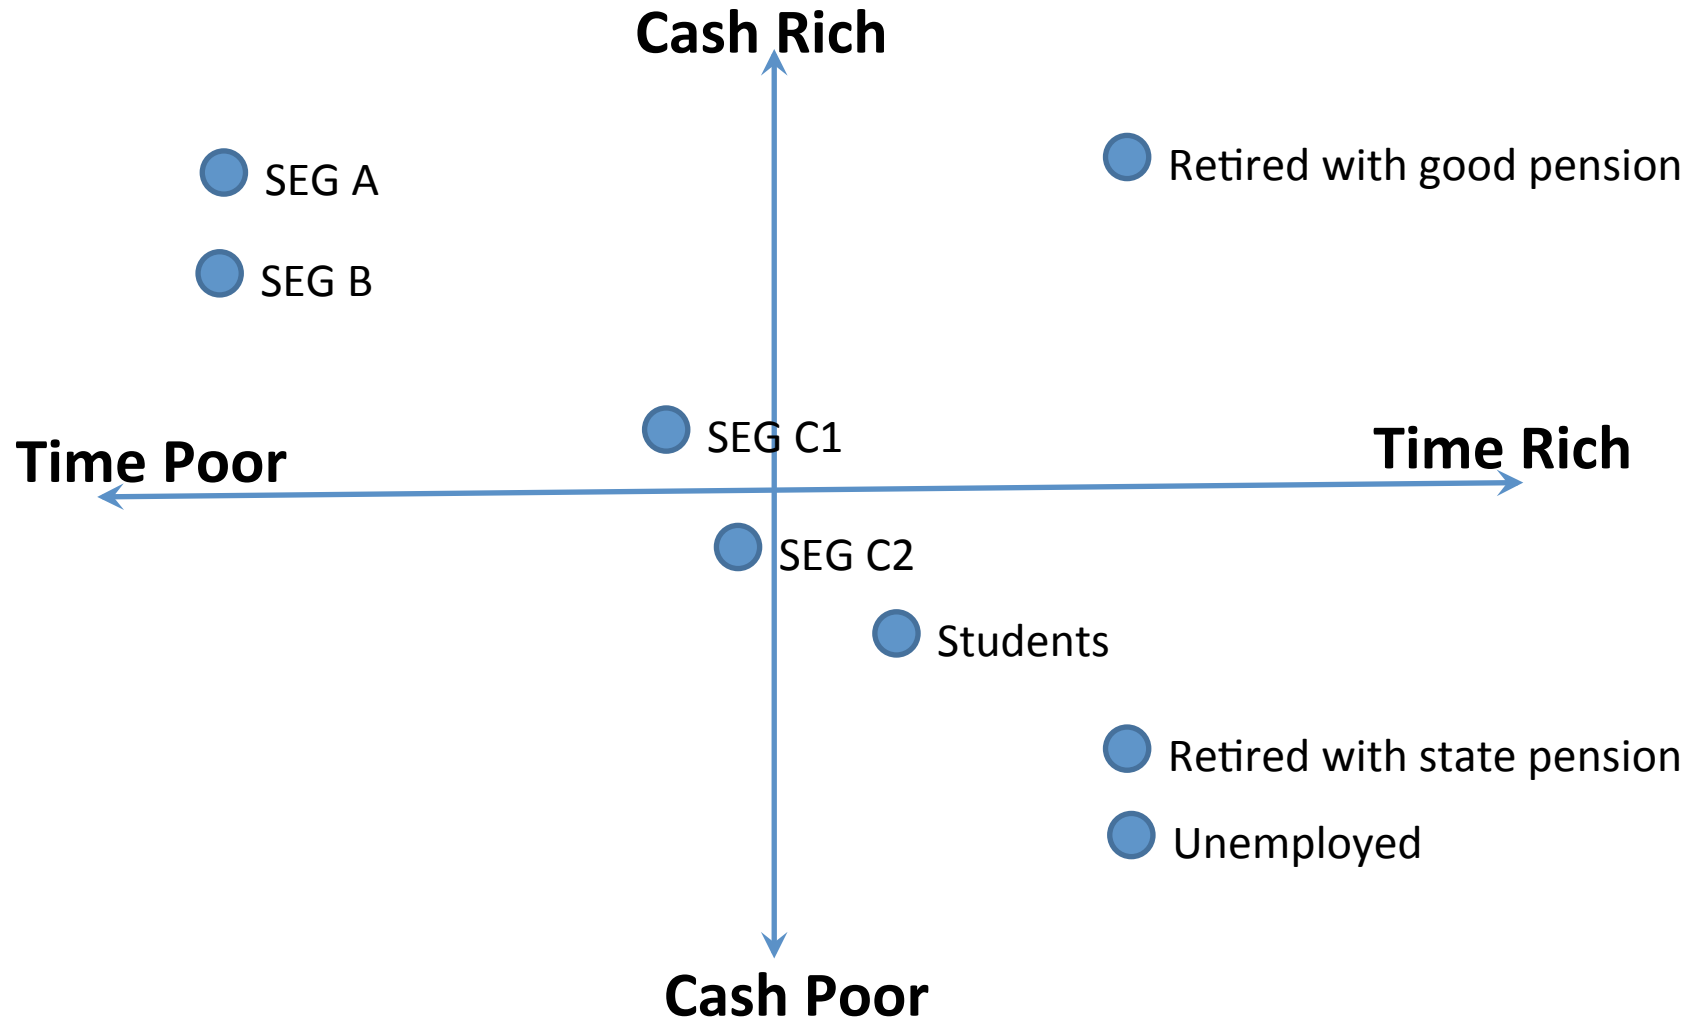 Cash Rich
SEG A
Retired with good pension
SEG B
SEG C1
Time Poor
Time Rich
SEG C2
Students
Retired with state pension
Unemployed
Cash Poor